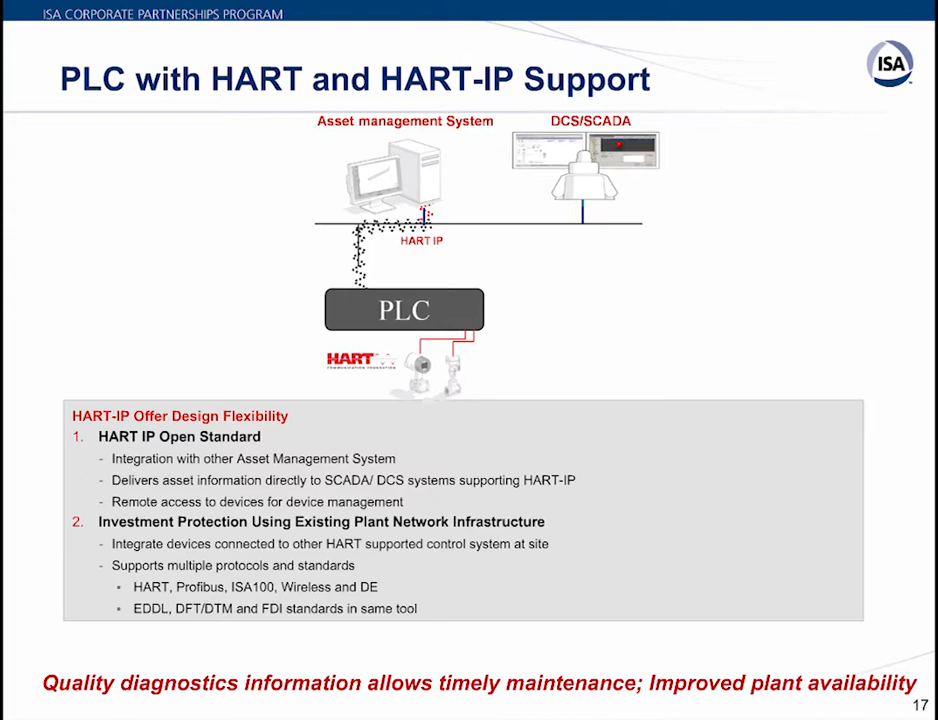 ISA CORPORATE PARTNERSHIPS PROGRAM
PLC with HART and HART-IP Support
ISA
Asset management System
DCS/SCADA
HART IP
PLC
HART
COMMUNICATION FOUNDATION
HART-IP Offer Design Flexibility
1. HART IP Open Standard
- Integration with other Asset Management System
- Delivers asset information directly to SCADA/ DCS systems supporting HART-IP
- Remote access to devices for device management
2. Investment Protection Using Existing Plant Network Infrastructure
- Integrate devices connected to other HART supported control system at site
- Supports multiple protocols and standards
▪ HART, Profibus, ISA100, Wireless and DE
▪ EDDL, DFT/DTM and FDI standards in same tool
Quality diagnostics information allows timely maintenance; Improved plant availability
17